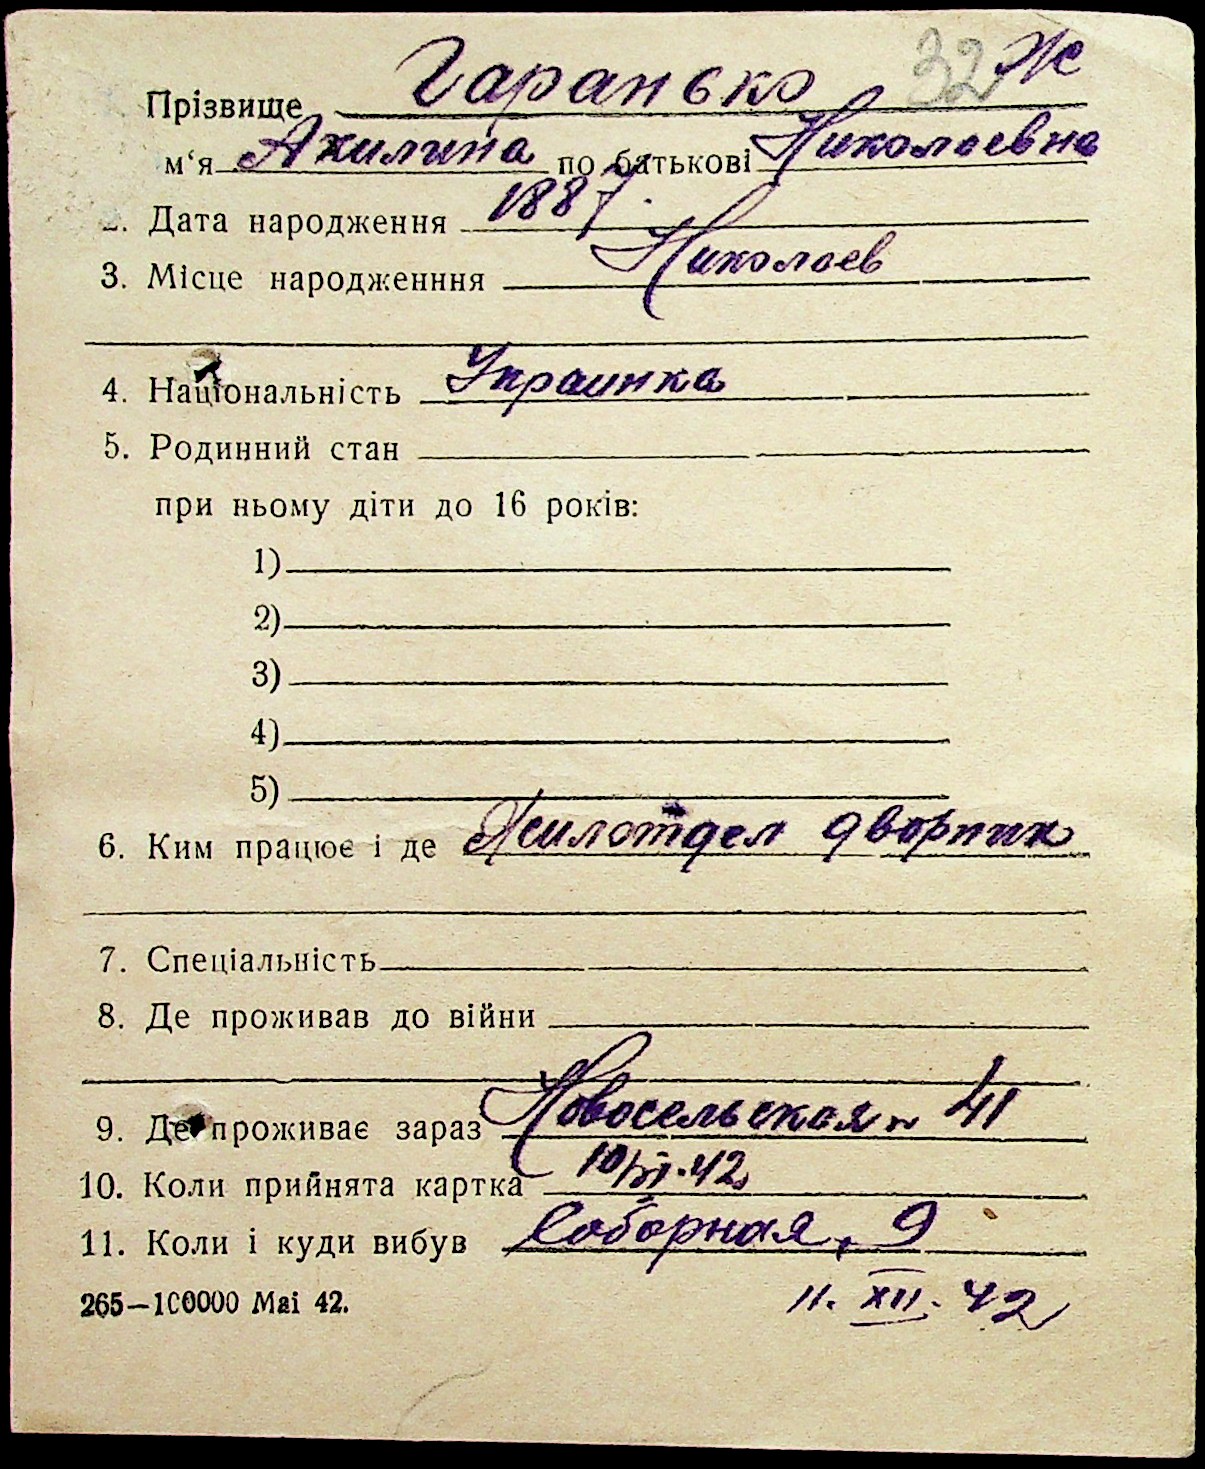 32 Ж
Прізвище Гаранько
м‘я Акилина по батькові Николаевна
2. Дата народження 1887.
3. Місце народженння Николаев
4. Національність Украинка
5. Родинний стан
при ньому діти до 16 років:
1)
2)
3)
4)
5)
6. Ким працює і де Жилотдел дворник
7. Спеціальність
8. Де проживав до війни
9. Де проживає зараз Новосельская 41
10. Коли прийнята картка 10/VI.42
11. Коли і куди вибув Соборная, 9
265—100000 Mai 42.
11. XII. 42